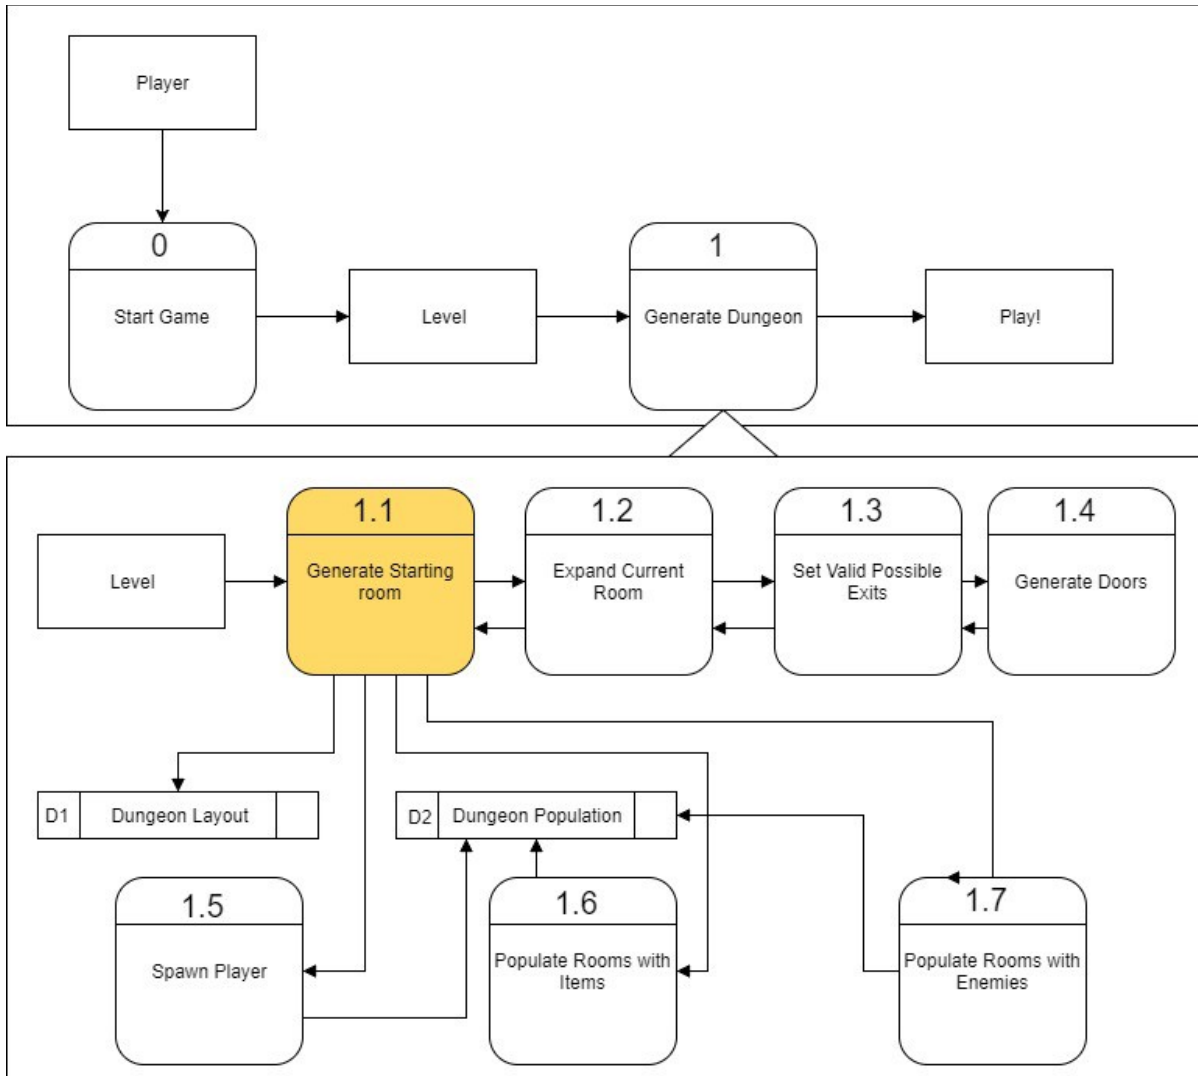 Player
0
Start Game
Level
1
Generate Dungeon
Play!
Level
1.1
Generate Starting
room
1.2
Expand Current
Room
1.3
Set Valid Possible
Exits
1.4
Generate Doors
D1
Dungeon Layout
D2
Dungeon Population
1.5
Spawn Player
1.6
Populate Rooms with
Items
1.7
Populate Rooms with
Enemies